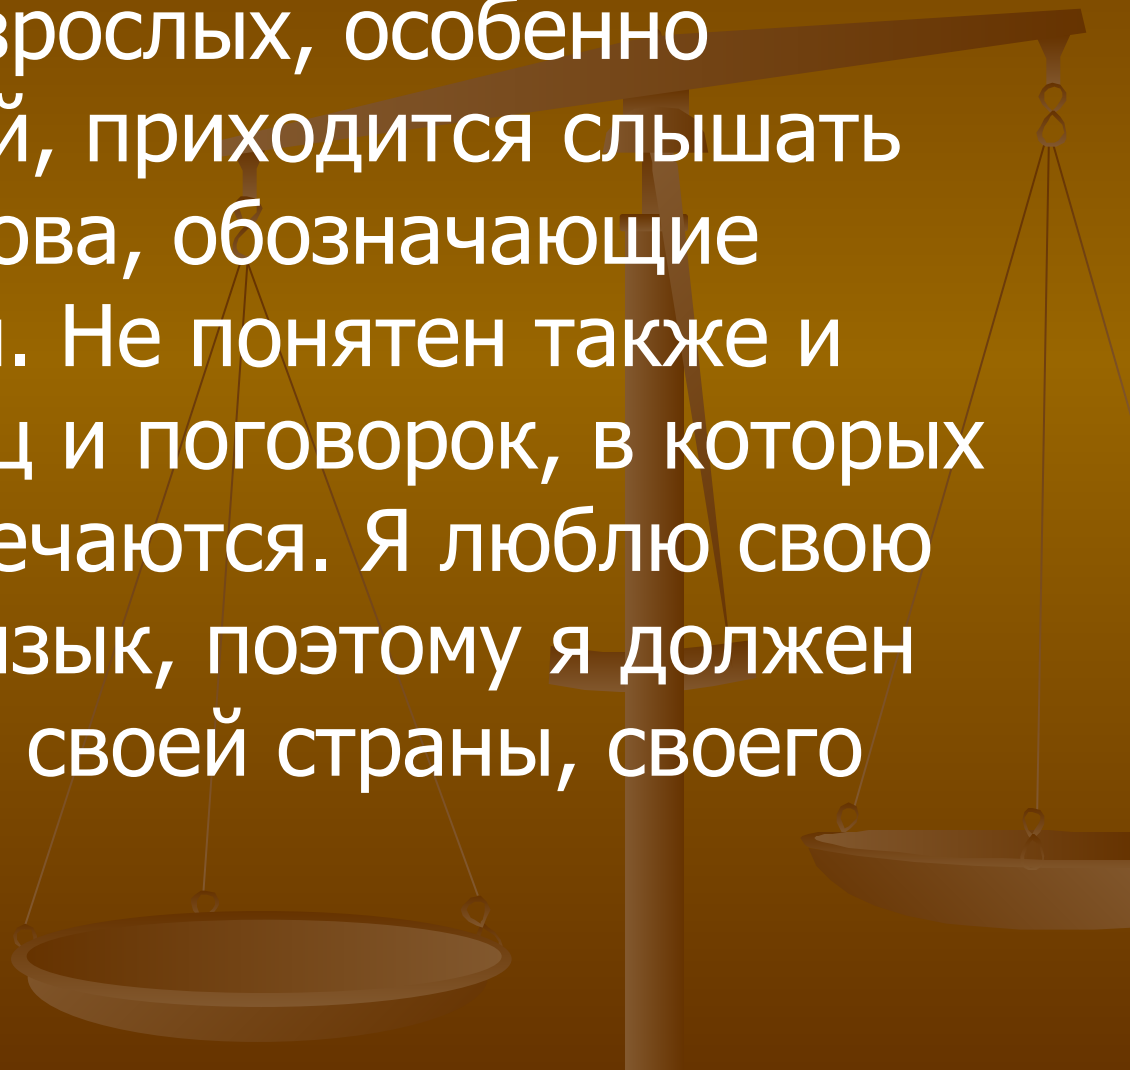 зрослых, особенно
й, приходится слышать
ова, обозначающие
. Не понятен также и
ц и поговорок, в которых
ечаются. Я люблю свою
язык, поэтому я должен
своей страны, своего